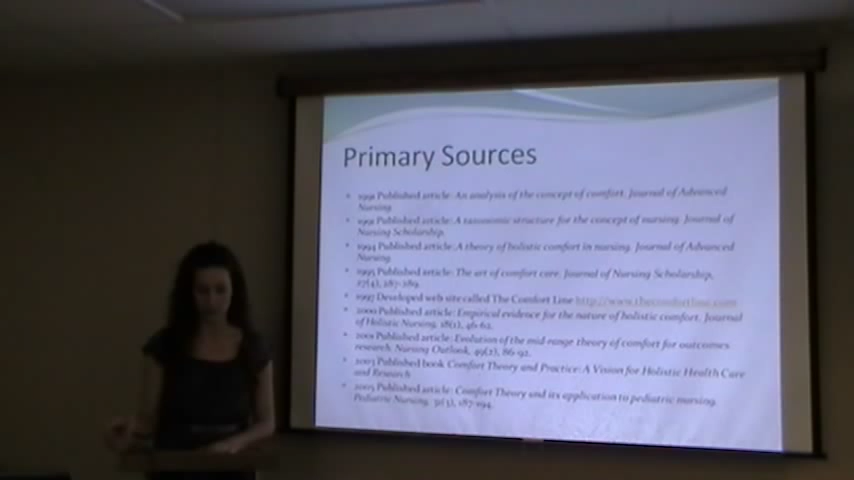 Primary Sources
1991 Published article: An analysis of the concept of comfort. Journal of Advanced
Nursing.
1991 Published article: A taxonomic structure for the concept of nursing. Journal of
Nursing Scholarship.
1994 Published article: A theory of holistic comfort in nursing. Journal of Advanced
Nursing.
1995 Published article: The art of comfort care. Journal of Nursing Scholarship,
27(4), 287-289.
1997 Developed web site called The Comfort Line http://www.thecomfortline.com
2000 Published article: Empirical evidence for the nature of holistic comfort. Journal
of Holistic Nursing, 18(1), 46-62.
2001 Published article: Evolution of the mid range theory of comfort for outcomes
research. Nursing Outlook, 49(2), 86-92.
2003 Published book Comfort Theory and Practice: A Vision for Holistic Health Care
and Research
2005 Published article: Comfort Theory and its application to pediatric nursing.
Pediatric Nursing, 31(3), 187-194.